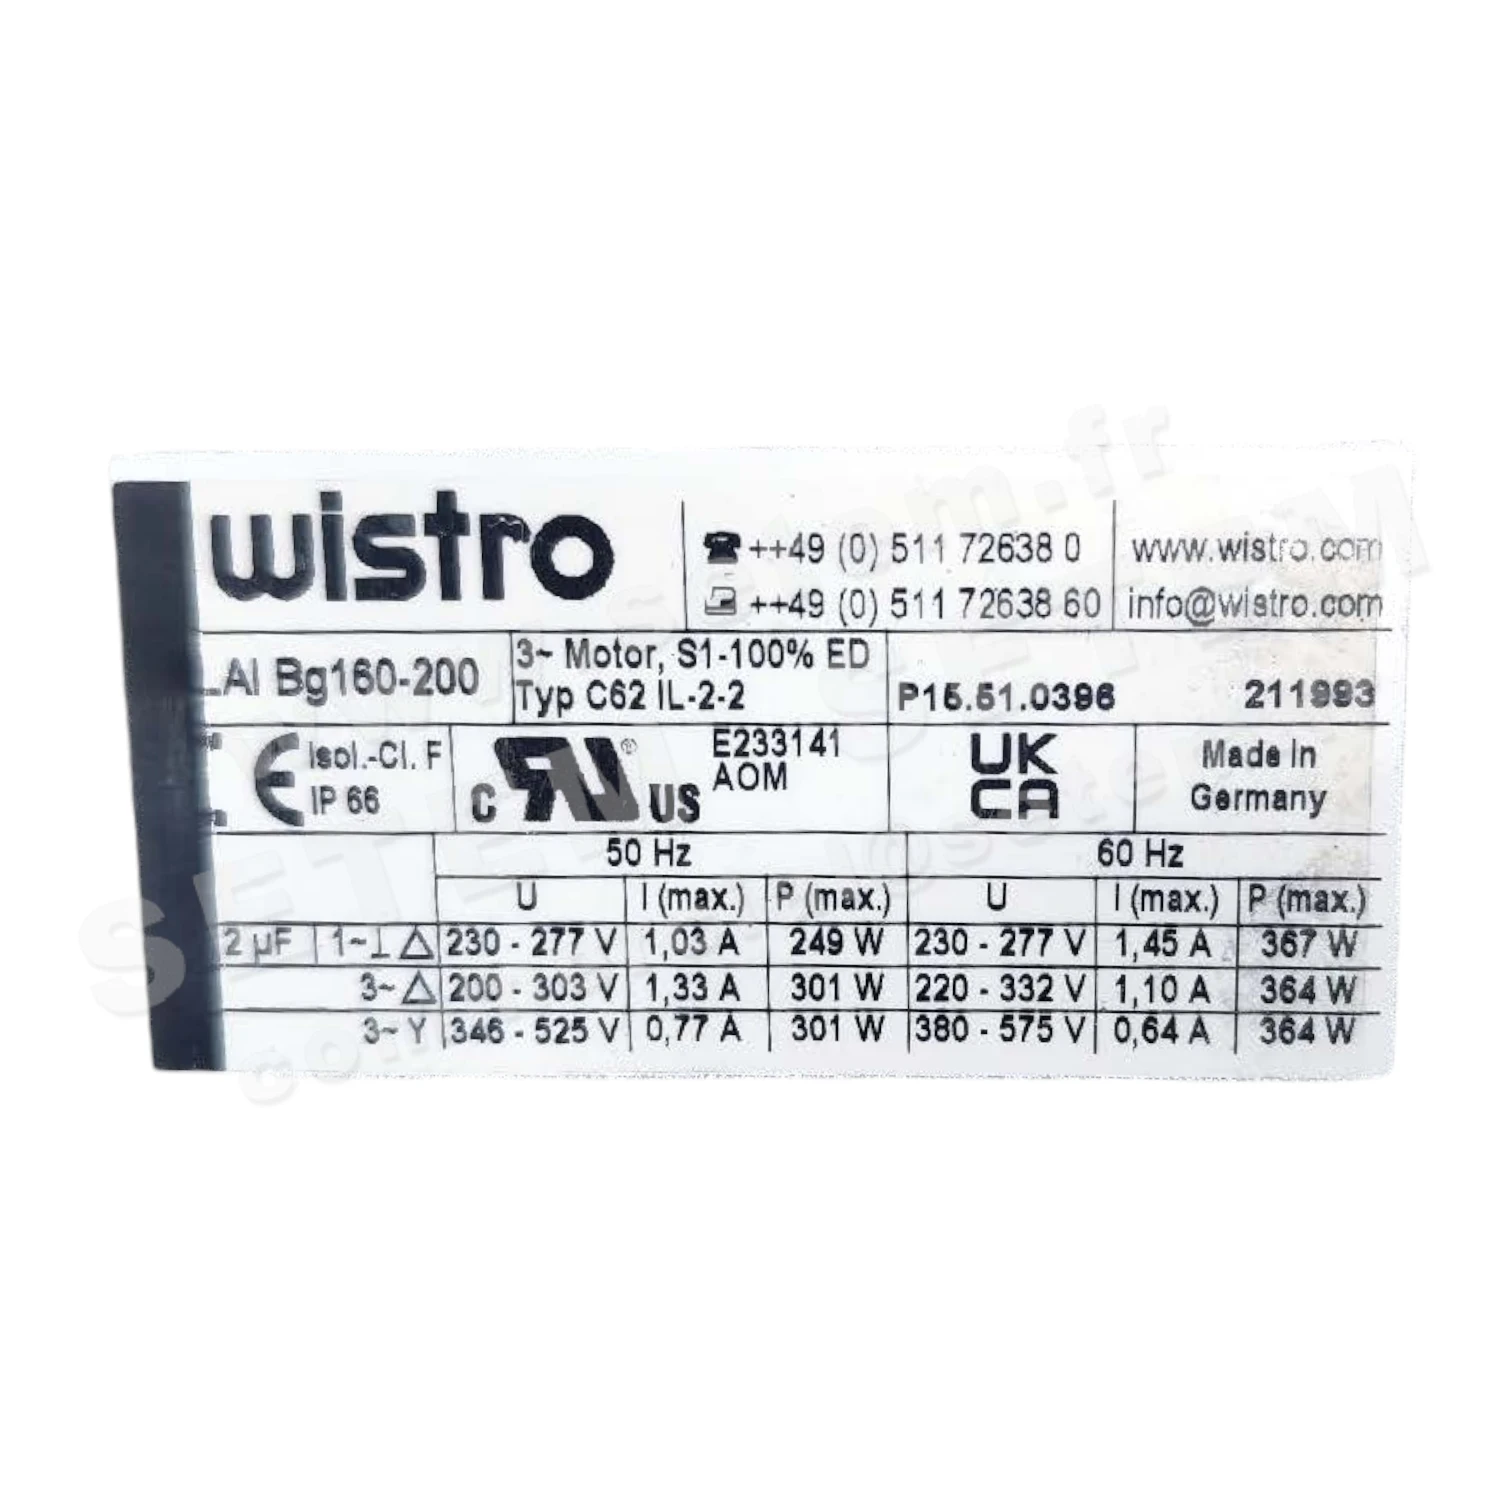 wistro
++49 (0) 511 72638 0
++49 (0) 511 72638 60
www.wistro.com
info@wistro.com
AI Bg160-200
3~ Motor, S1-100% ED
Typ C62 IL-2-2
P15.51.0396 211993
CE
Isol.-Cl. F
IP 66
C RU ® US
E233141
AOM
UK
CA
Made in
Germany
50 Hz 60 Hz
U I (max.) P (max.) U I (max.) P (max.)
2 µF 1~⊥ △ 230 - 277 V 1,03 A 249 W 230 - 277 V 1,45 A 367 W
3~ △ 200 - 303 V 1,33 A 301 W 220 - 332 V 1,10 A 364 W
3~ Y 346 - 525 V 0,77 A 301 W 380 - 575 V 0,64 A 364 W